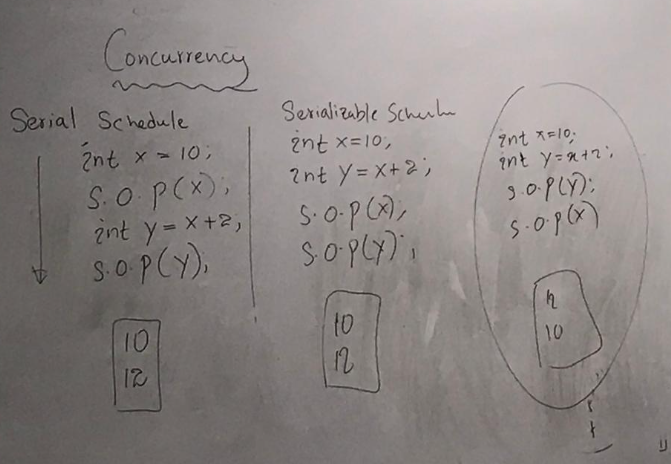 Concurrency
Serial Schedule
int x = 10;
S.O.P(X);
int y = x+2;
S.O.P(Y);
10
12
Serializable
int x=10;
int y = x+2;
S.O.P(X);
S.O.P(Y);
10
12
int x=10;
int y=x+2;
S.O.P(Y);
S.O.P(X)
12
10